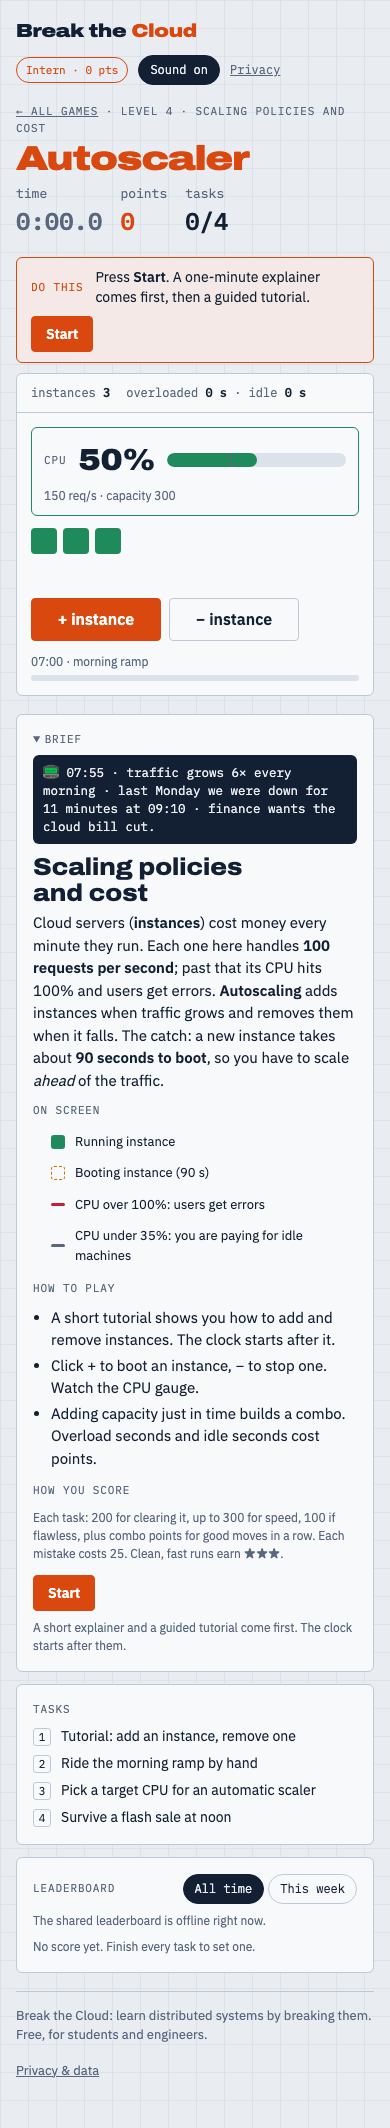 Break the Cloud
Intern · 0 pts
Sound on
Privacy
← ALL GAMES · LEVEL 4 · SCALING POLICIES AND
COST
Autoscaler
time points tasks
0:00.0 0 0/4
DO THIS
Press Start. A one-minute explainer
comes first, then a guided tutorial.
Start
instances 3 overloaded 0 s · idle 0 s
CPU 50%
150 req/s · capacity 300
+ instance
− instance
07:00 · morning ramp
▼ BRIEF
07:55 · traffic grows 6× every
morning · last Monday we were down for
11 minutes at 09:10 · finance wants the
cloud bill cut.
Scaling policies
and cost
Cloud servers (instances) cost money every
minute they run. Each one here handles 100
requests per second; past that its CPU hits
100% and users get errors. Autoscaling adds
instances when traffic grows and removes them
when it falls. The catch: a new instance takes
about 90 seconds to boot, so you have to scale
ahead of the traffic.
ON SCREEN
Running instance
Booting instance (90 s)
CPU over 100%: users get errors
CPU under 35%: you are paying for idle
machines
HOW TO PLAY
• A short tutorial shows you how to add and
remove instances. The clock starts after it.
• Click + to boot an instance, − to stop one.
Watch the CPU gauge.
• Adding capacity just in time builds a combo.
Overload seconds and idle seconds cost
points.
HOW YOU SCORE
Each task: 200 for clearing it, up to 300 for speed, 100 if
flawless, plus combo points for good moves in a row. Each
mistake costs 25. Clean, fast runs earn ★★★.
Start
A short explainer and a guided tutorial come first. The clock
starts after them.
TASKS
1 Tutorial: add an instance, remove one
2 Ride the morning ramp by hand
3 Pick a target CPU for an automatic scaler
4 Survive a flash sale at noon
LEADERBOARD
All time
This week
The shared leaderboard is offline right now.
No score yet. Finish every task to set one.
Break the Cloud: learn distributed systems by breaking them.
Free, for students and engineers.
Privacy & data